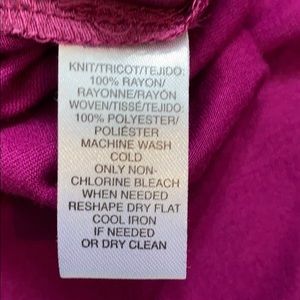 KNIT/TRICOT/TEJIDO:
100% RAYON/
RAYONNE/RAYÓN
WOVEN/TISSÉ/TEJIDO:
100% POLYESTER/
POLIÉSTER
MACHINE WASH
COLD
ONLY NON-
CHLORINE BLEACH
WHEN NEEDED
RESHAPE DRY FLAT
COOL IRON
IF NEEDED
OR DRY CLEAN